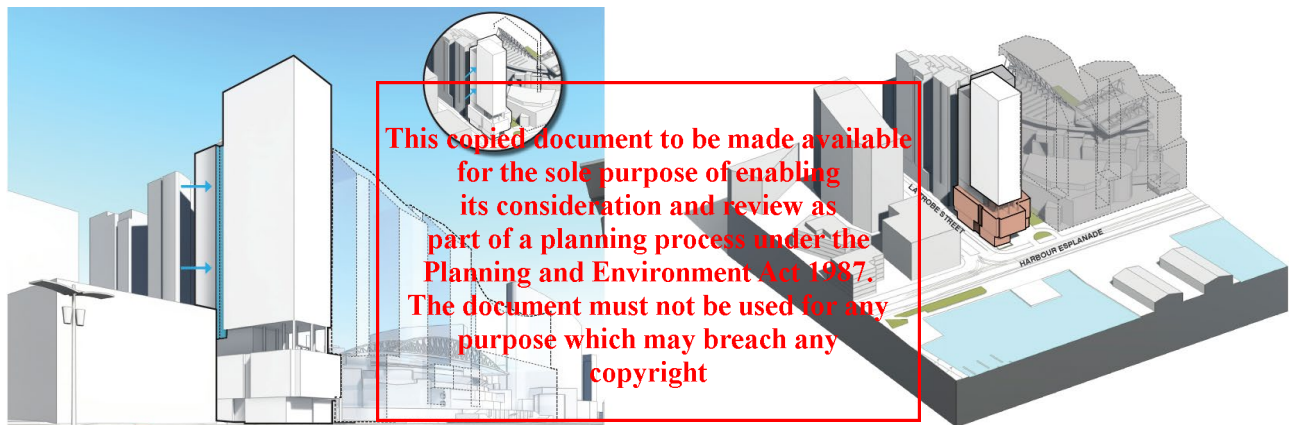 This copied document to be made available
for the sole purpose of enabling
its consideration and review as
part of a planning process under the
Planning and Environment Act 1987.
The document must not be used for any
purpose which may breach any
copyright
LATROBE STREET
HARBOUR ESPLANADE